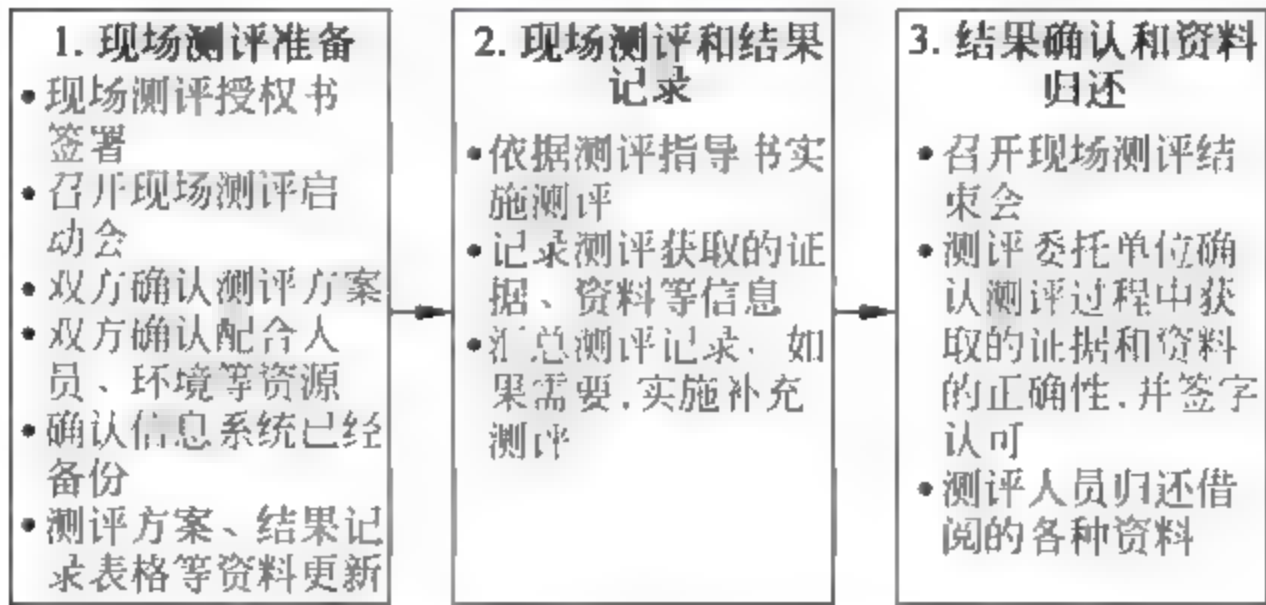 1. 现场测评准备
• 现场测评授权书
签署
• 召开现场测评启
动会
• 双方确认测评方案
• 双方确认配合人
员、环境等资源
• 确认信息系统已经
备份
• 测评方案、结果记
录表格等资料更新
2. 现场测评和结果
记录
• 依据测评指导书实
施测评
• 记录测评获取的证
据、资料等信息
• 汇总测评记录，如
果需要，实施补充
测评
3. 结果确认和资料
归还
• 召开现场测评结
束会
• 测评委托单位确
认测评过程中获
取的证据和资料
的正确性，并签字
认可
• 测评人员归还借
阅的各种资料